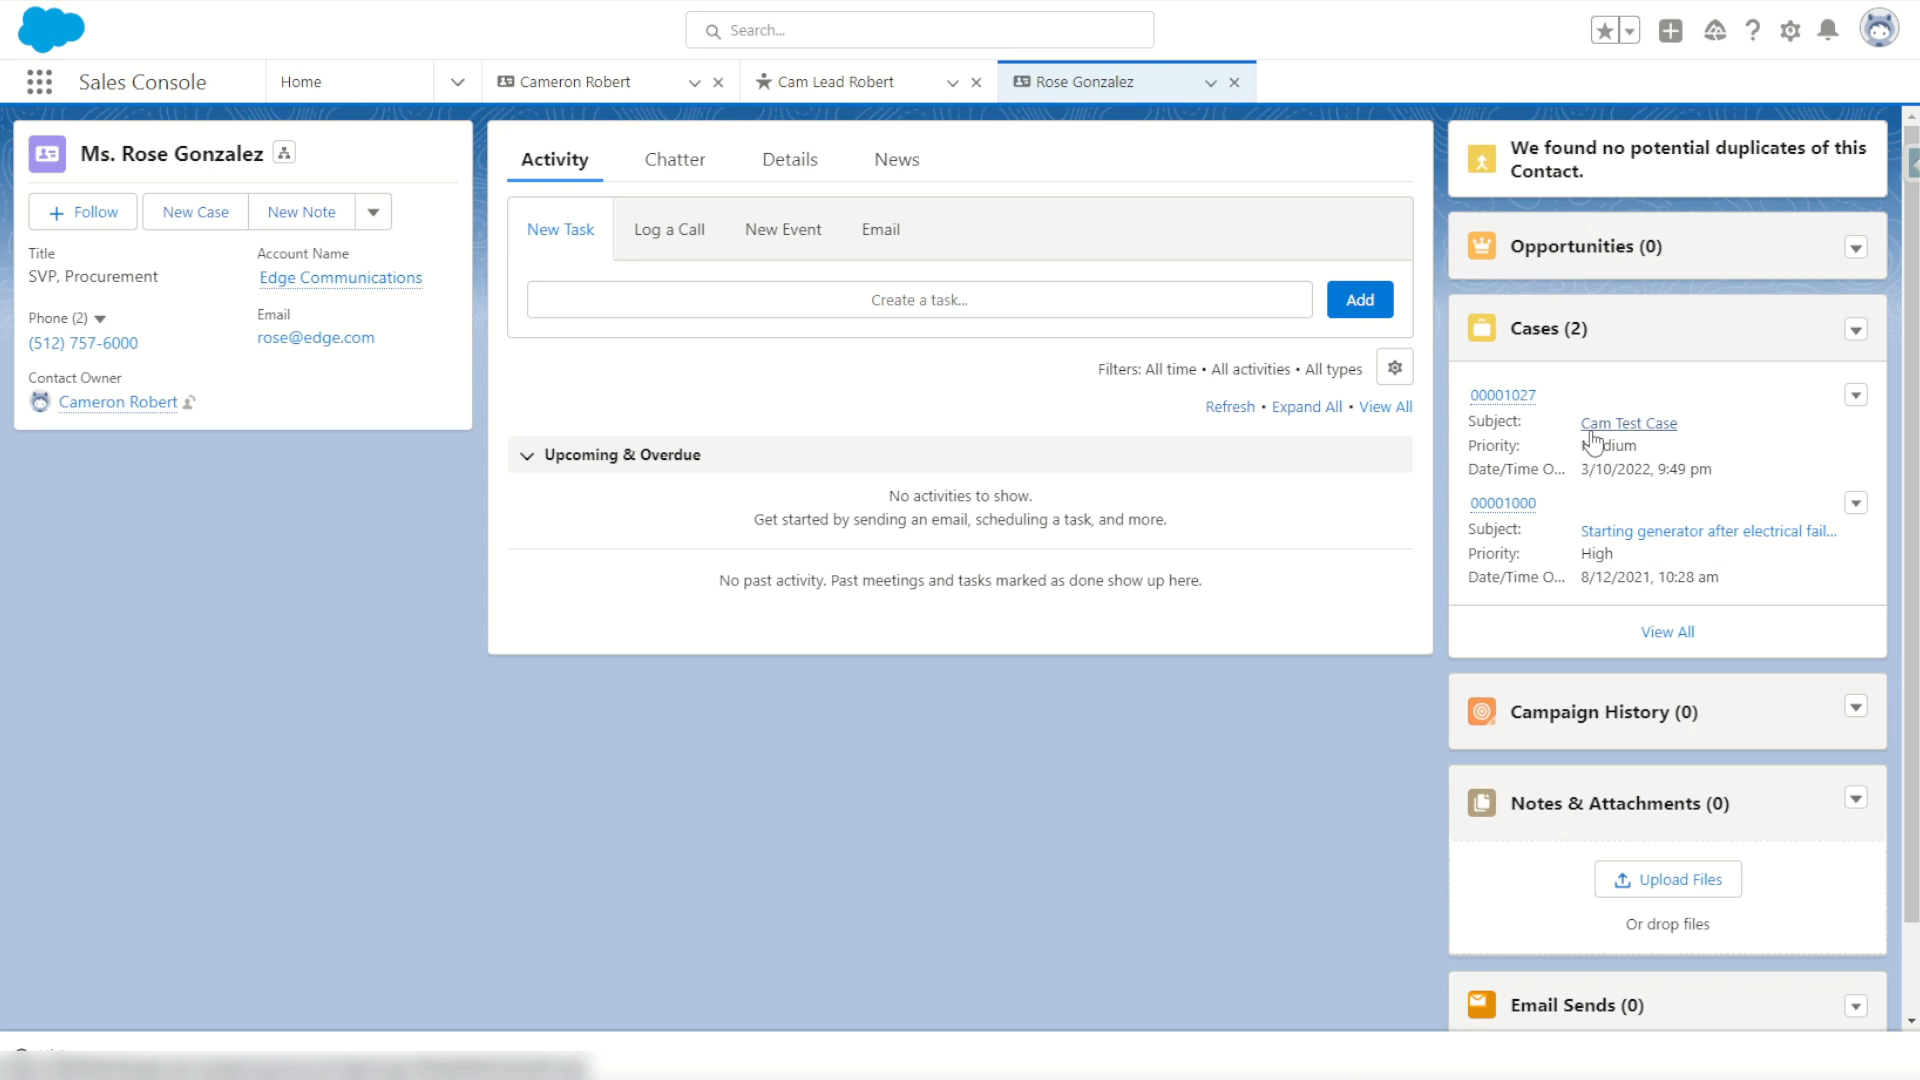 Search...
Sales Console
Home
Cameron Robert
Cam Lead Robert
Rose Gonzalez
Ms. Rose Gonzalez
Follow
New Case
New Note
Title
SVP, Procurement
Account Name
Edge Communications
Phone (2)
(512) 757-6000
Email
rose@edge.com
Contact Owner
Cameron Robert
Activity
Chatter
Details
News
New Task
Log a Call
New Event
Email
Create a task...
Add
Filters: All time • All activities • All types
Refresh • Expand All • View All
Upcoming & Overdue
No activities to show.
Get started by sending an email, scheduling a task, and more.
No past activity. Past meetings and tasks marked as done show up here.
We found no potential duplicates of this
Contact.
Opportunities (0)
Cases (2)
00001027
Subject: Cam Test Case
Priority: Medium
Date/Time O... 3/10/2022, 9:49 pm
00001000
Subject: Starting generator after electrical fail...
Priority: High
Date/Time O... 8/12/2021, 10:28 am
View All
Campaign History (0)
Notes & Attachments (0)
Upload Files
Or drop files
Email Sends (0)